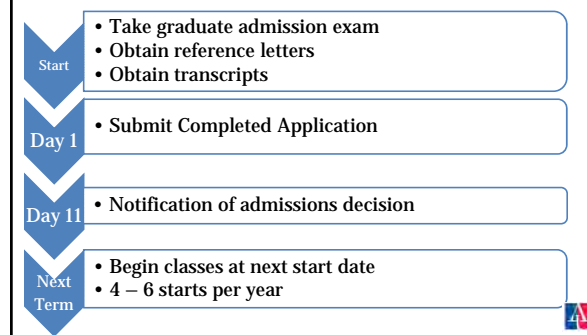 Start
• Take graduate admission exam
• Obtain reference letters
• Obtain transcripts
Day 1
• Submit Completed Application
Day 11
• Notification of admissions decision
Next
Term
• Begin classes at next start date
• 4 – 6 starts per year
A